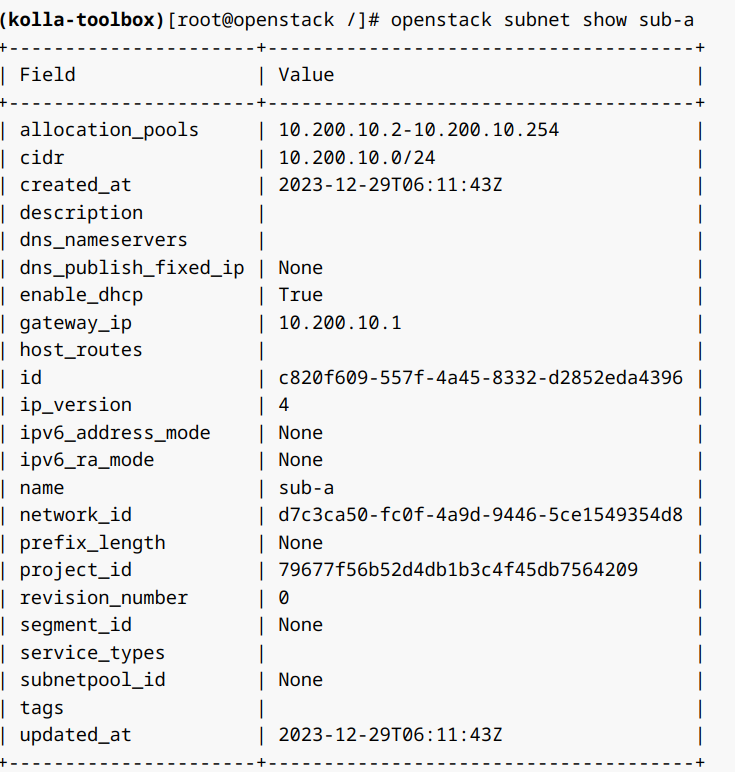 (kolla-toolbox)[root@openstack /]# openstack subnet show sub-a
+----------------------+--------------------------------------+
| Field                | Value                                |
+----------------------+--------------------------------------+
| allocation_pools     | 10.200.10.2-10.200.10.254            |
| cidr                 | 10.200.10.0/24                       |
| created_at           | 2023-12-29T06:11:43Z                 |
| description          |                                      |
| dns_nameservers      |                                      |
| dns_publish_fixed_ip | None                                 |
| enable_dhcp          | True                                 |
| gateway_ip           | 10.200.10.1                          |
| host_routes          |                                      |
| id                   | c820f609-557f-4a45-8332-d2852eda4396 |
| ip_version           | 4                                    |
| ipv6_address_mode    | None                                 |
| ipv6_ra_mode         | None                                 |
| name                 | sub-a                                |
| network_id           | d7c3ca50-fc0f-4a9d-9446-5ce1549354d8 |
| prefix_length        | None                                 |
| project_id           | 79677f56b52d4db1b3c4f45db7564209     |
| revision_number      | 0                                    |
| segment_id           | None                                 |
| service_types        |                                      |
| subnetpool_id        | None                                 |
| tags                 |                                      |
| updated_at           | 2023-12-29T06:11:43Z                 |
+----------------------+--------------------------------------+